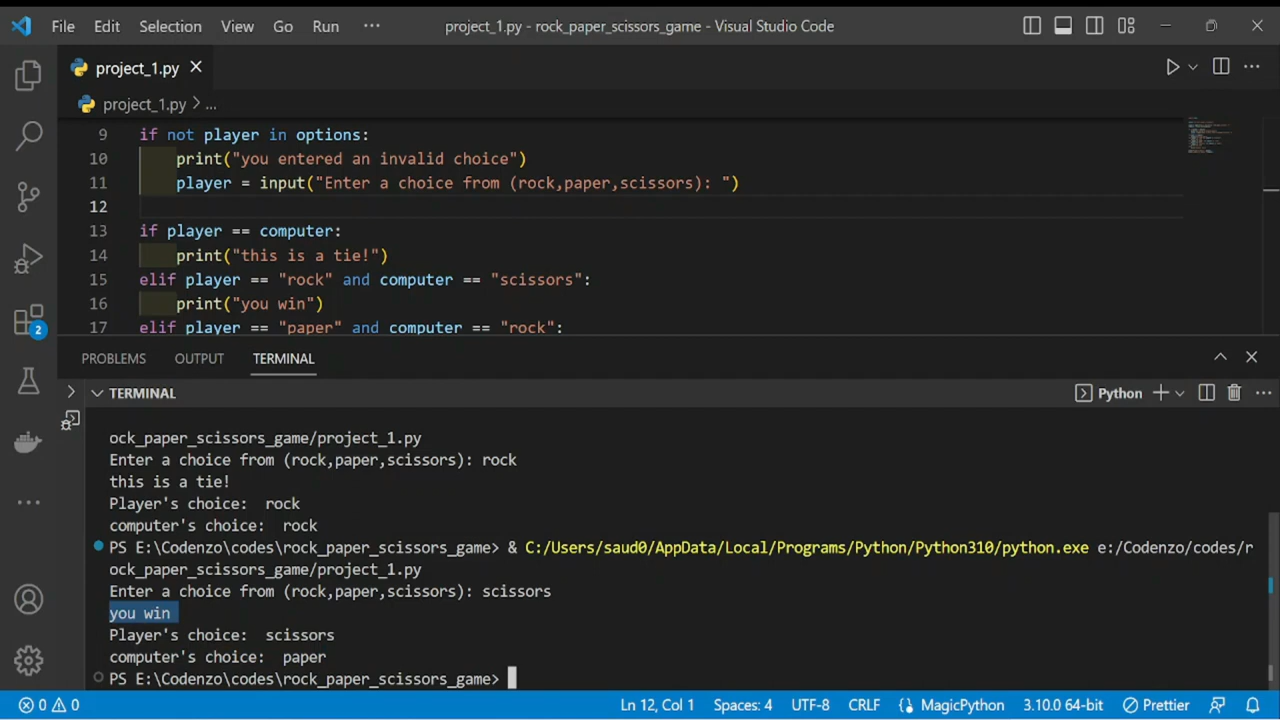 File Edit Selection View Go Run ··· project_1.py - rock_paper_scissors_game - Visual Studio Code
project_1.py
project_1.py > ...
9 if not player in options:
10 print("you entered an invalid choice")
11 player = input("Enter a choice from (rock,paper,scissors): ")
12
13 if player == computer:
14 print("this is a tie!")
15 elif player == "rock" and computer == "scissors":
16 print("you win")
17 elif player == "paper" and computer == "rock":
2
PROBLEMS OUTPUT TERMINAL
TERMINAL Python
ock_paper_scissors_game/project_1.py
Enter a choice from (rock,paper,scissors): rock
this is a tie!
Player's choice:  rock
computer's choice:  rock
PS E:\Codenzo\codes\rock_paper_scissors_game> & C:/Users/saud0/AppData/Local/Programs/Python/Python310/python.exe e:/Codenzo/codes/r
ock_paper_scissors_game/project_1.py
Enter a choice from (rock,paper,scissors): scissors
you win
Player's choice:  scissors
computer's choice:  paper
PS E:\Codenzo\codes\rock_paper_scissors_game>
0 0 Ln 12, Col 1 Spaces: 4 UTF-8 CRLF MagicPython 3.10.0 64-bit Prettier